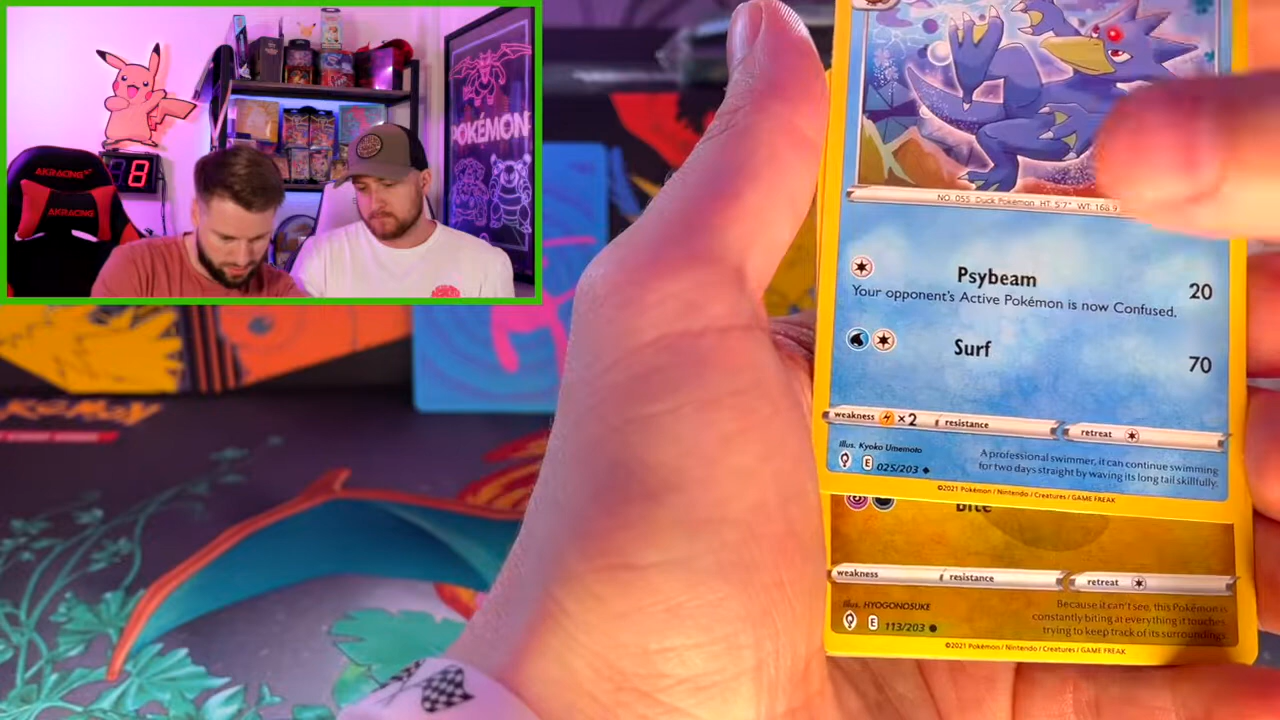 AKRACING
AKRACING
8
POKÉMON
POKÉMON
NO. 055 Duck Pokémon HT: 5'7" WT: 168.9
Psybeam 20
Your opponent's Active Pokémon is now Confused.
Surf 70
weakness ×2 resistance retreat
Illus. Kyoko Umemoto
E 025/203
A professional swimmer, it can continue swimming
for two days straight by waving its long tail skillfully.
©2021 Pokémon / Nintendo / Creatures / GAME FREAK
Bite
weakness resistance retreat
Illus. HYOGONOSUKE
E 113/203
Because it can't see, this Pokémon is
constantly biting at everything it touches,
trying to keep track of its surroundings.
©2021 Pokémon / Nintendo / Creatures / GAME FREAK